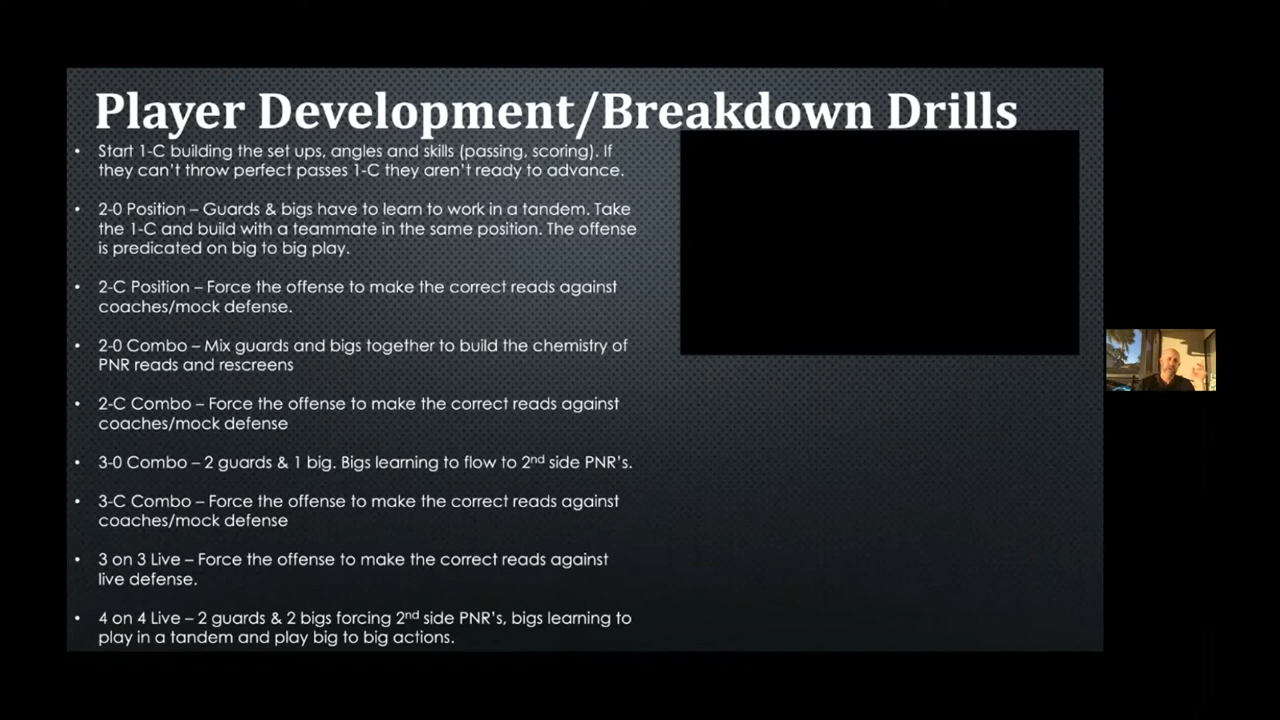 Player Development/Breakdown Drills
• Start 1-C building the set ups, angles and skills (passing, scoring). If
they can’t throw perfect passes 1-C they aren’t ready to advance.
• 2-0 Position – Guards & bigs have to learn to work in a tandem. Take
the 1-C and build with a teammate in the same position. The offense
is predicated on big to big play.
• 2-C Position – Force the offense to make the correct reads against
coaches/mock defense.
• 2-0 Combo – Mix guards and bigs together to build the chemistry of
PNR reads and rescreens
• 2-C Combo – Force the offense to make the correct reads against
coaches/mock defense
• 3-0 Combo – 2 guards & 1 big. Bigs learning to flow to 2nd side PNR’s.
• 3-C Combo – Force the offense to make the correct reads against
coaches/mock defense
• 3 on 3 Live – Force the offense to make the correct reads against
live defense.
• 4 on 4 Live – 2 guards & 2 bigs forcing 2nd side PNR’s, bigs learning to
play in a tandem and play big to big actions.